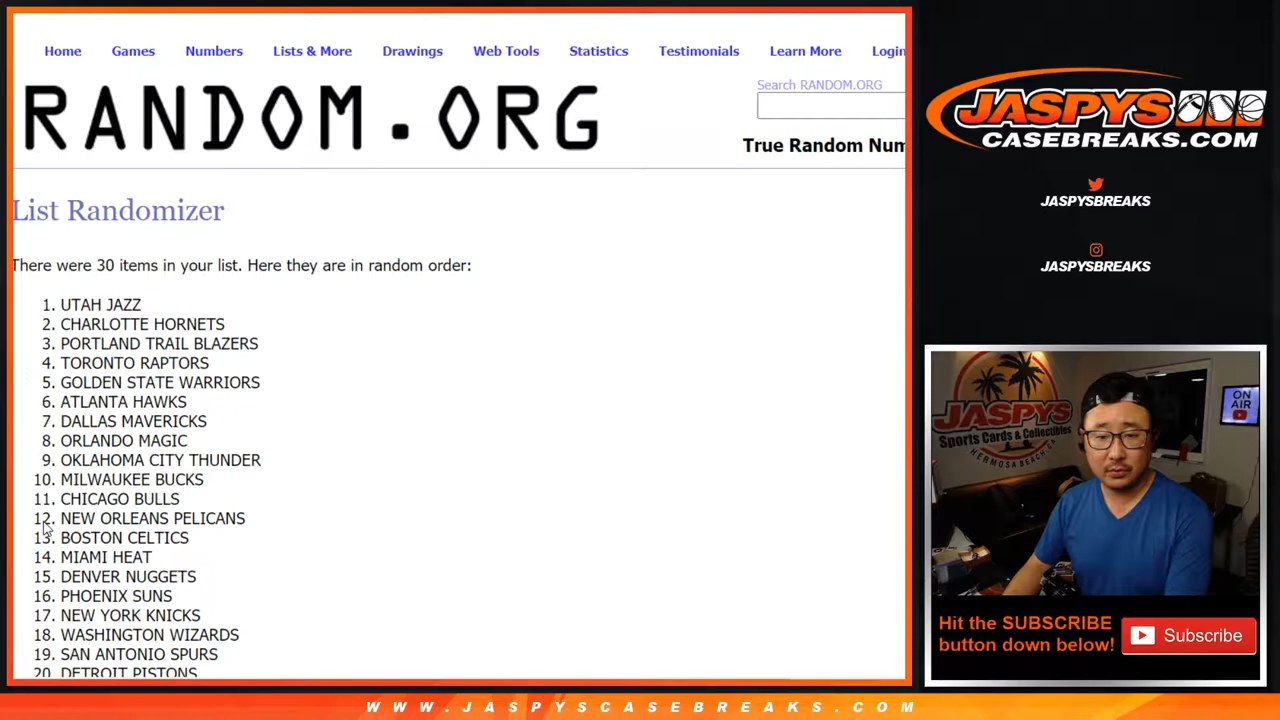 Home Games Numbers Lists & More Drawings Web Tools Statistics Testimonials Learn More Login
RANDOM.ORG
Search RANDOM.ORG
True Random Num
List Randomizer
There were 30 items in your list. Here they are in random order:
1. UTAH JAZZ
2. CHARLOTTE HORNETS
3. PORTLAND TRAIL BLAZERS
4. TORONTO RAPTORS
5. GOLDEN STATE WARRIORS
6. ATLANTA HAWKS
7. DALLAS MAVERICKS
8. ORLANDO MAGIC
9. OKLAHOMA CITY THUNDER
10. MILWAUKEE BUCKS
11. CHICAGO BULLS
12. NEW ORLEANS PELICANS
13. BOSTON CELTICS
14. MIAMI HEAT
15. DENVER NUGGETS
16. PHOENIX SUNS
17. NEW YORK KNICKS
18. WASHINGTON WIZARDS
19. SAN ANTONIO SPURS
20. DETROIT PISTONS
JASPYS
CASEBREAKS.COM
JASPYSBREAKS
JASPYSBREAKS
JASPYS
Sports Cards & Collectibles
HERMOSA BEACH, CA
ON AIR
Hit the SUBSCRIBE
button down below!
Subscribe
WWW.JASPYSCASEBREAKS.COM